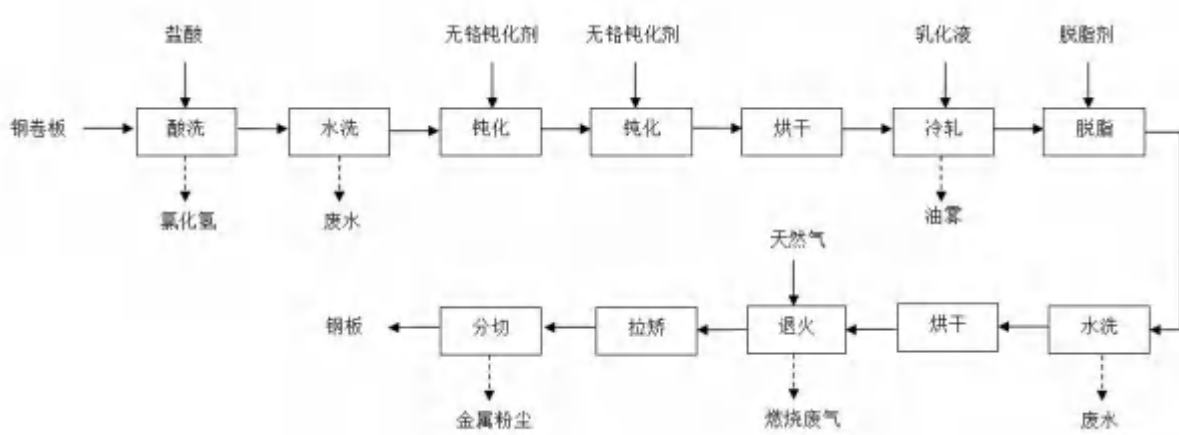 盐酸 无铬钝化剂 无铬钝化剂 乳化液 脱脂剂
钢卷板 酸洗 水洗 钝化 钝化 烘干 冷轧 脱脂
氯化氢 废水 油雾
天然气
钢板 分切 拉矫 退火 烘干 水洗
金属粉尘 燃烧废气 废水